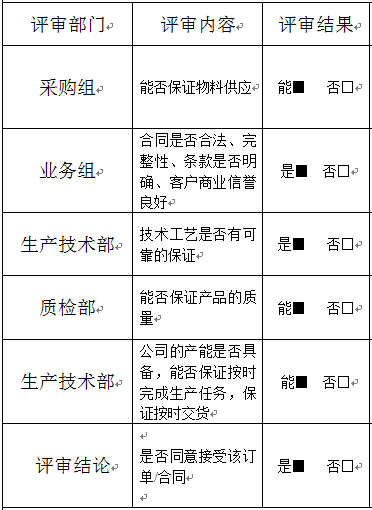 评审部门 评审内容 评审结果
采购组 能否保证物料供应 能■ 否□
业务组 合同是否合法、完
整性、条款是否明
确、客户商业信誉
良好 是■ 否□
生产技术部 技术工艺是否有可
靠的保证 是■ 否□
质检部 能否保证产品的质
量 能■ 否□
生产技术部 公司的产能是否具
备，能否保证按时
完成生产任务，保
证按时交货 能■ 否□
评审结论 是否同意接受该订
单/合同 是■ 否□